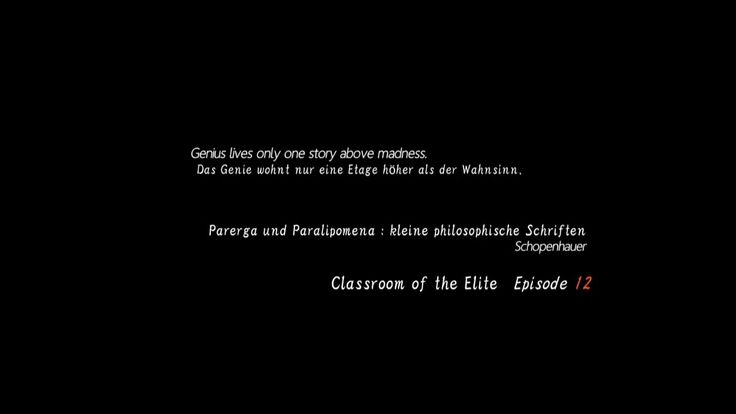 Genius lives only one story above madness.
Das Genie wohnt nur eine Etage höher als der Wahnsinn.
Parerga und Paralipomena : kleine philosophische Schriften
Schopenhauer
Classroom of the Elite Episode 12